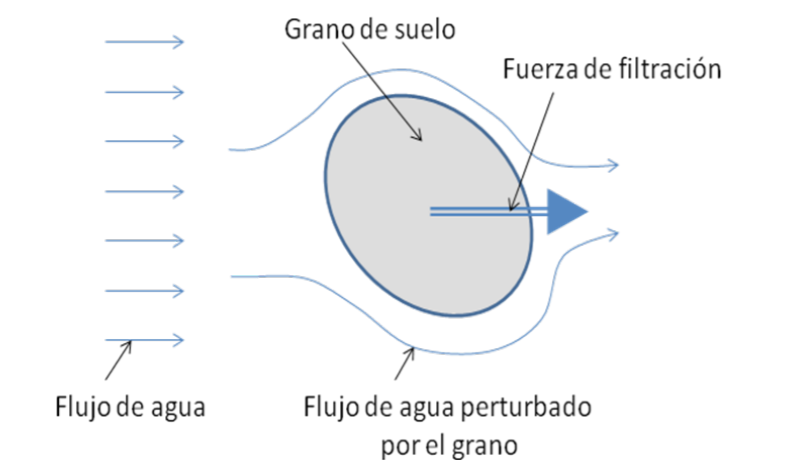 Grano de suelo
Fuerza de filtración
Flujo de agua
Flujo de agua perturbado
por el grano